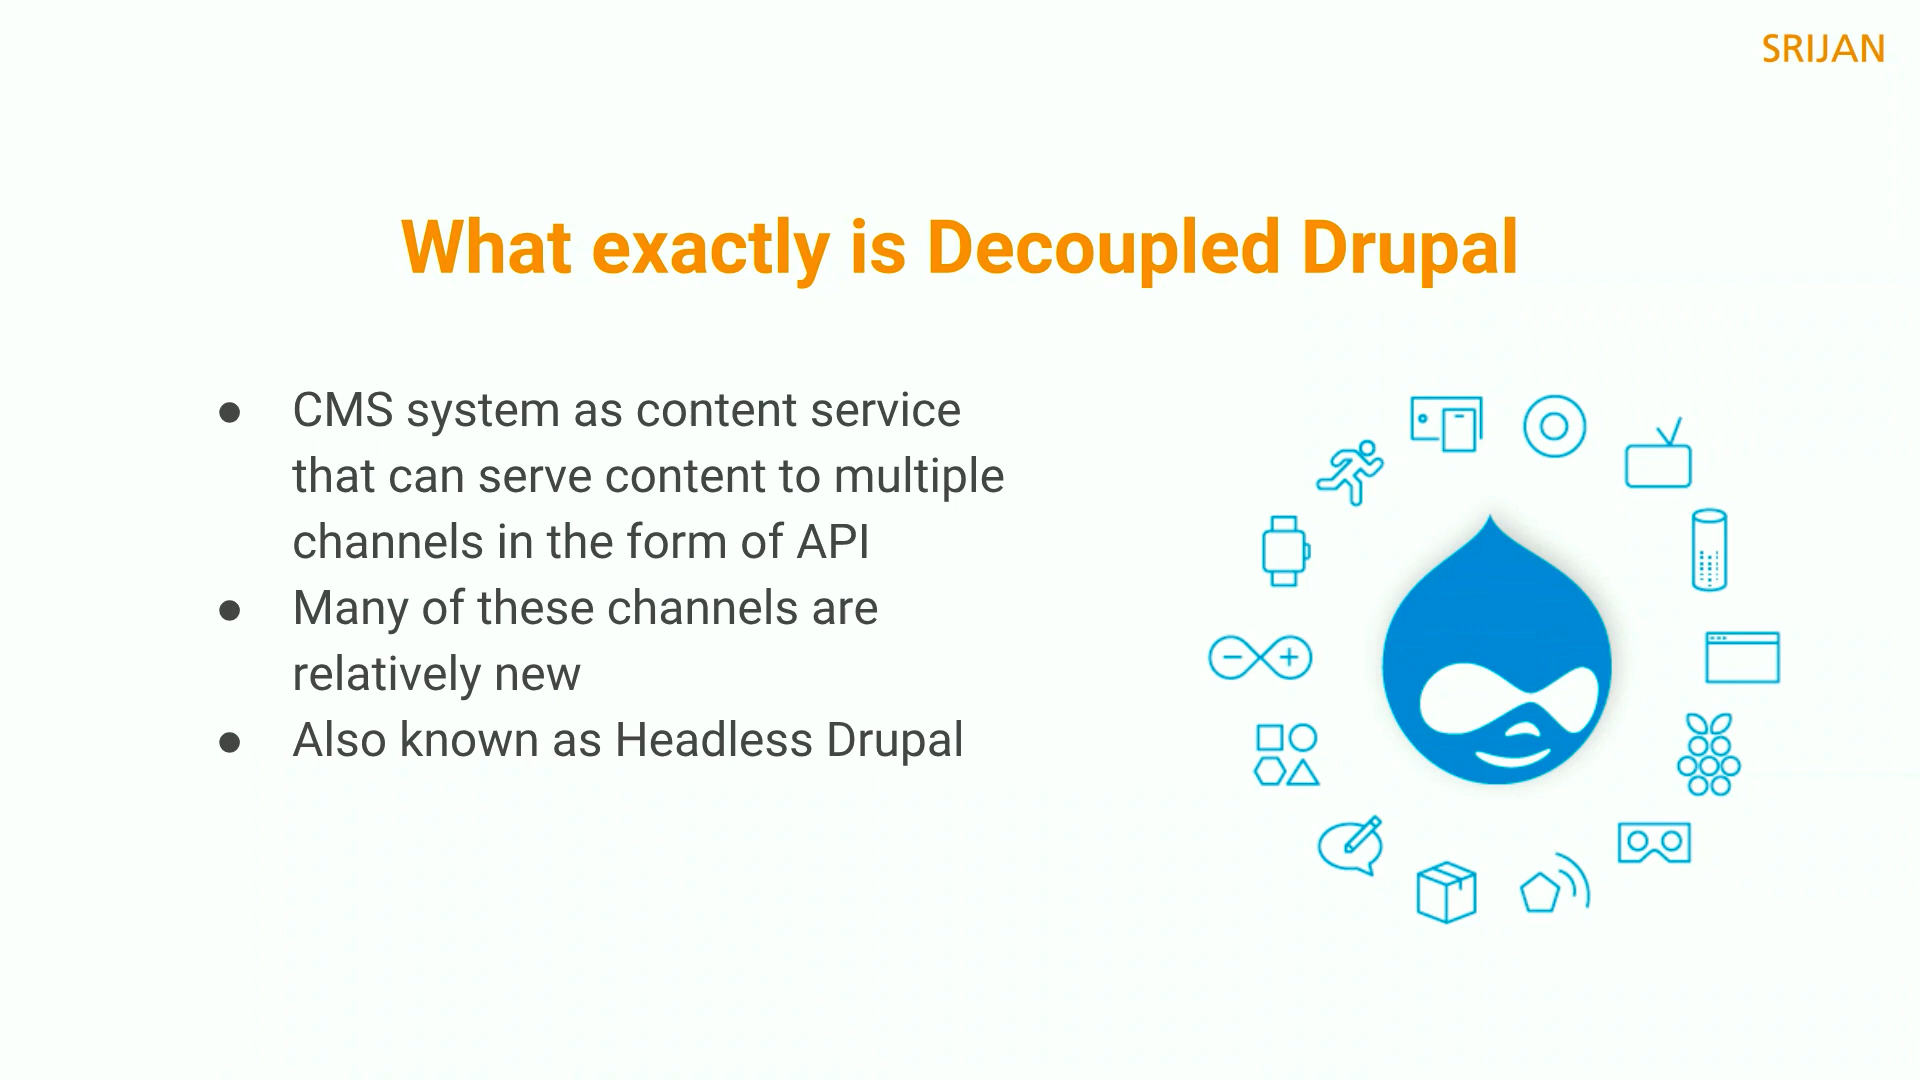 SRIJAN
What exactly is Decoupled Drupal
● CMS system as content service
that can serve content to multiple
channels in the form of API
● Many of these channels are
relatively new
● Also known as Headless Drupal